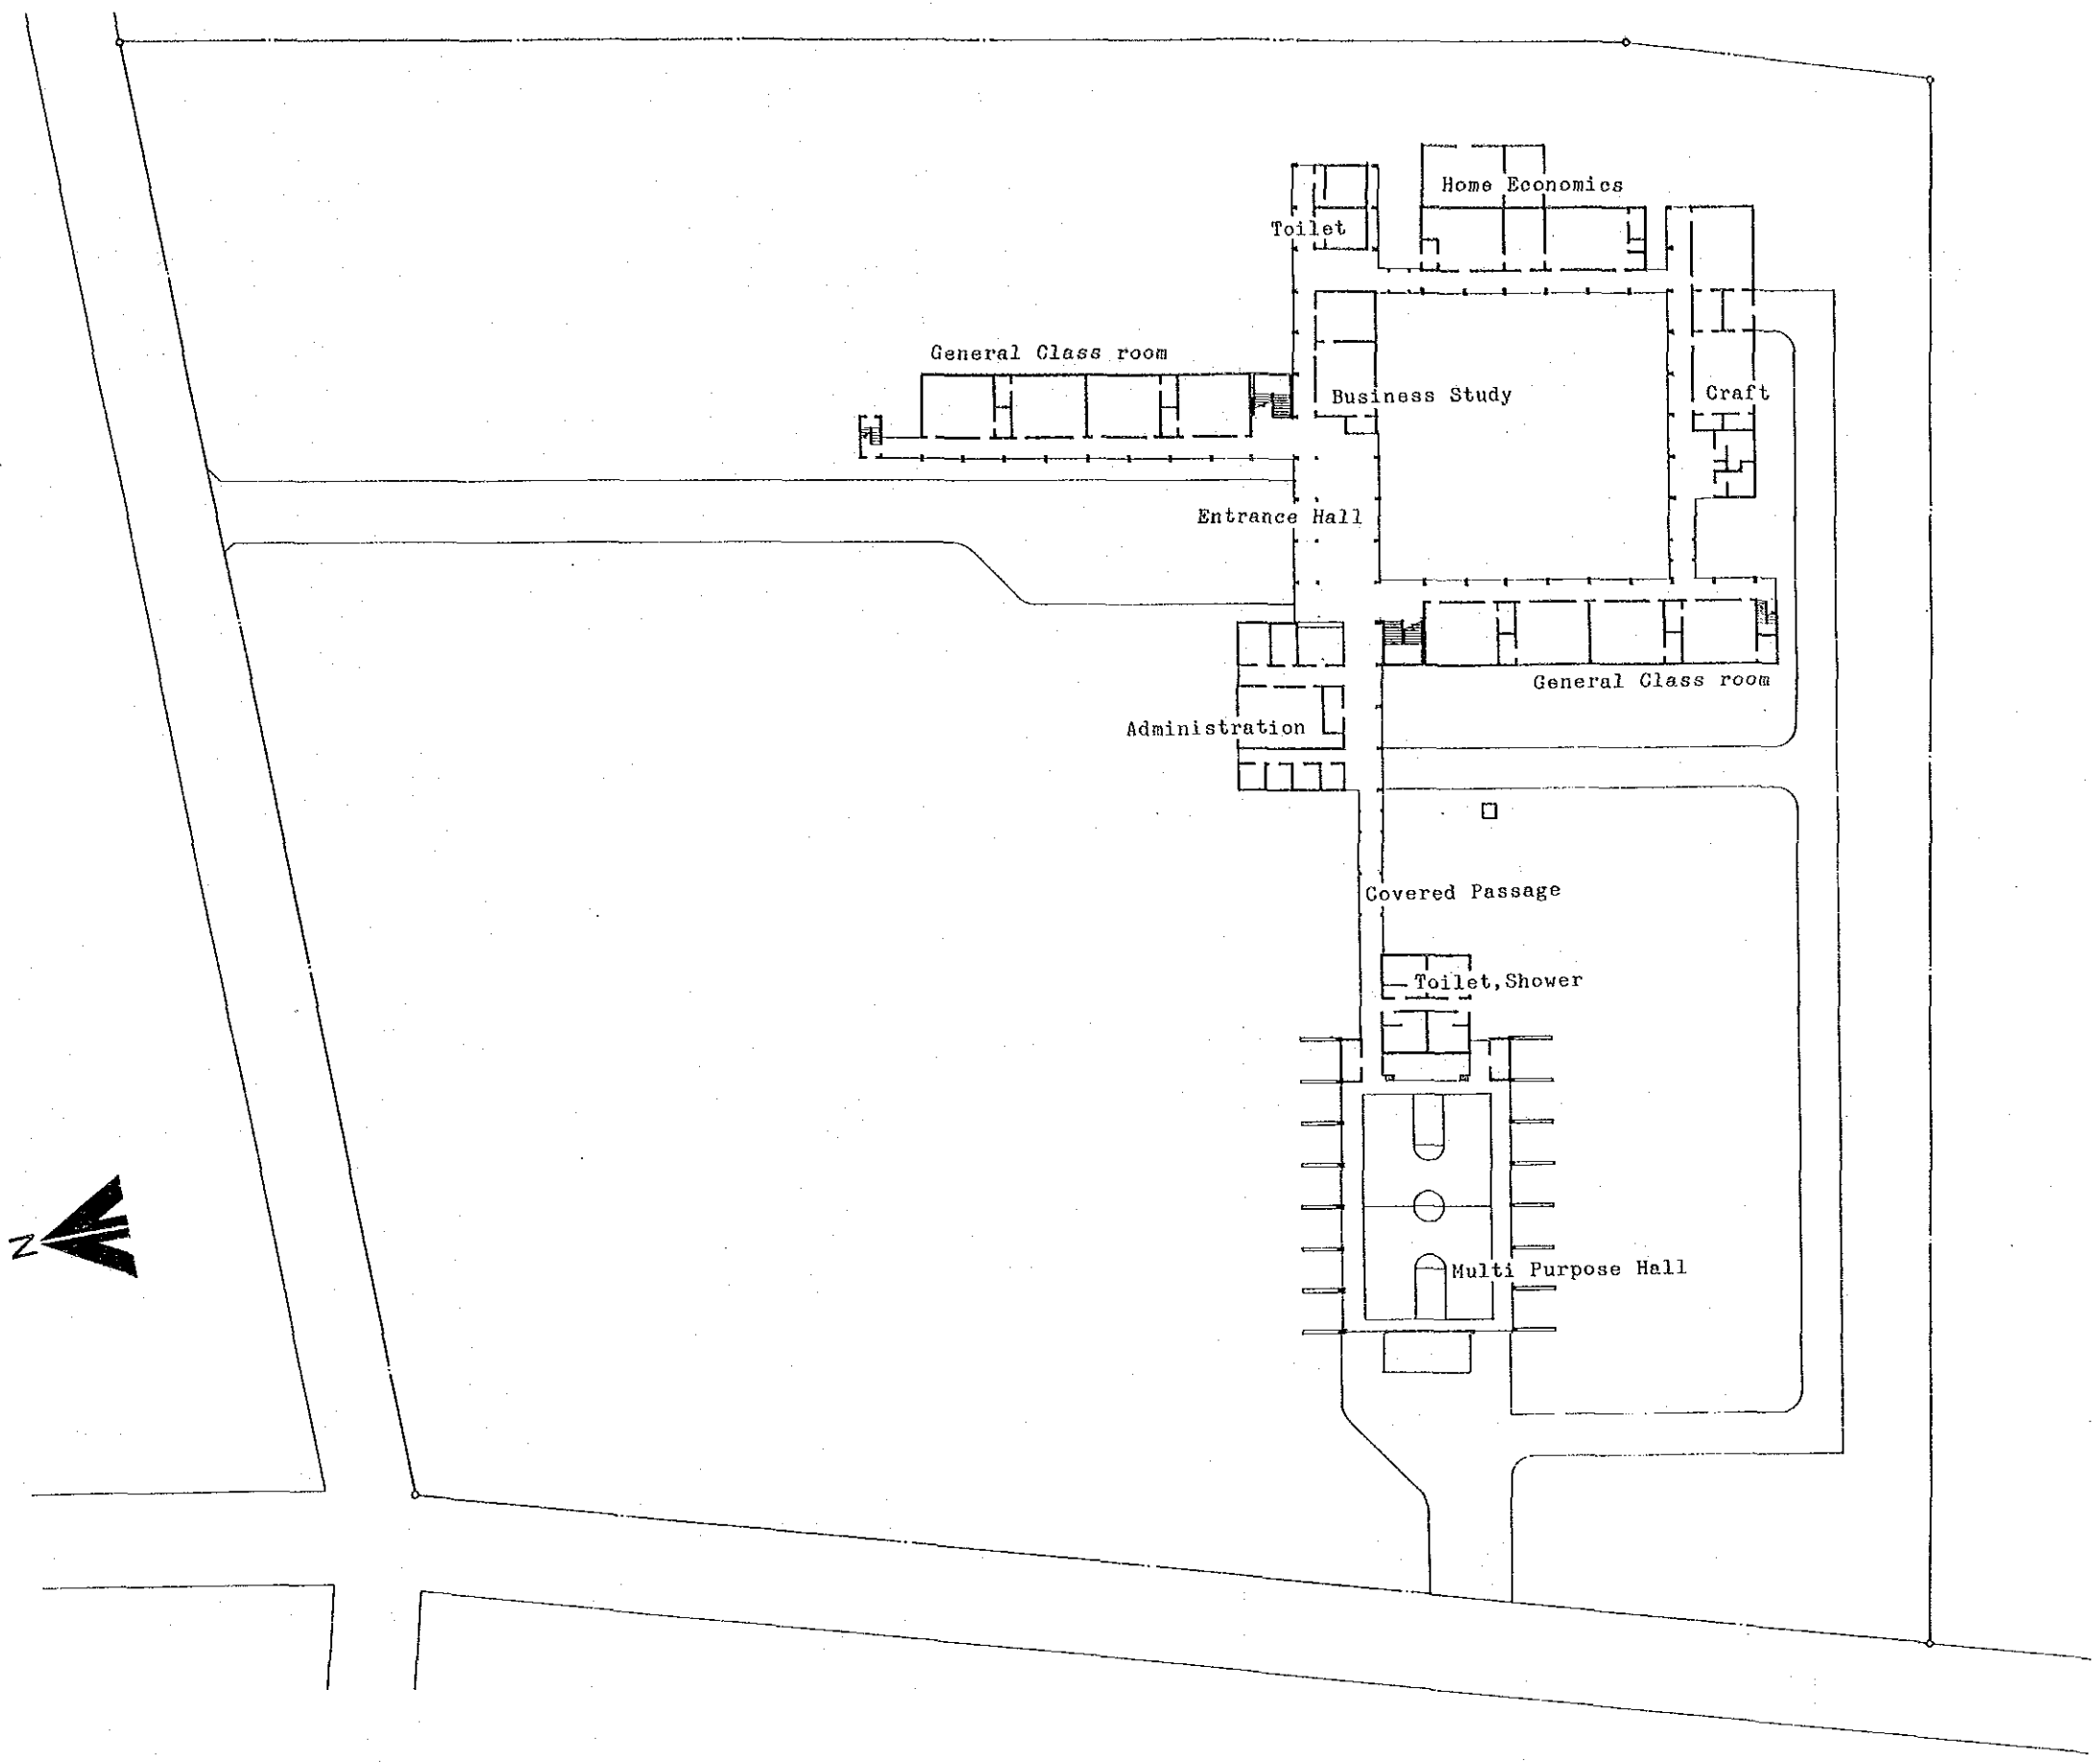 Home Economics
Toilet
General Class room
Business Study
Craft
Entrance Hall
General Class room
Administration
Covered Passage
Toilet, Shower
N
Multi Purpose Hall